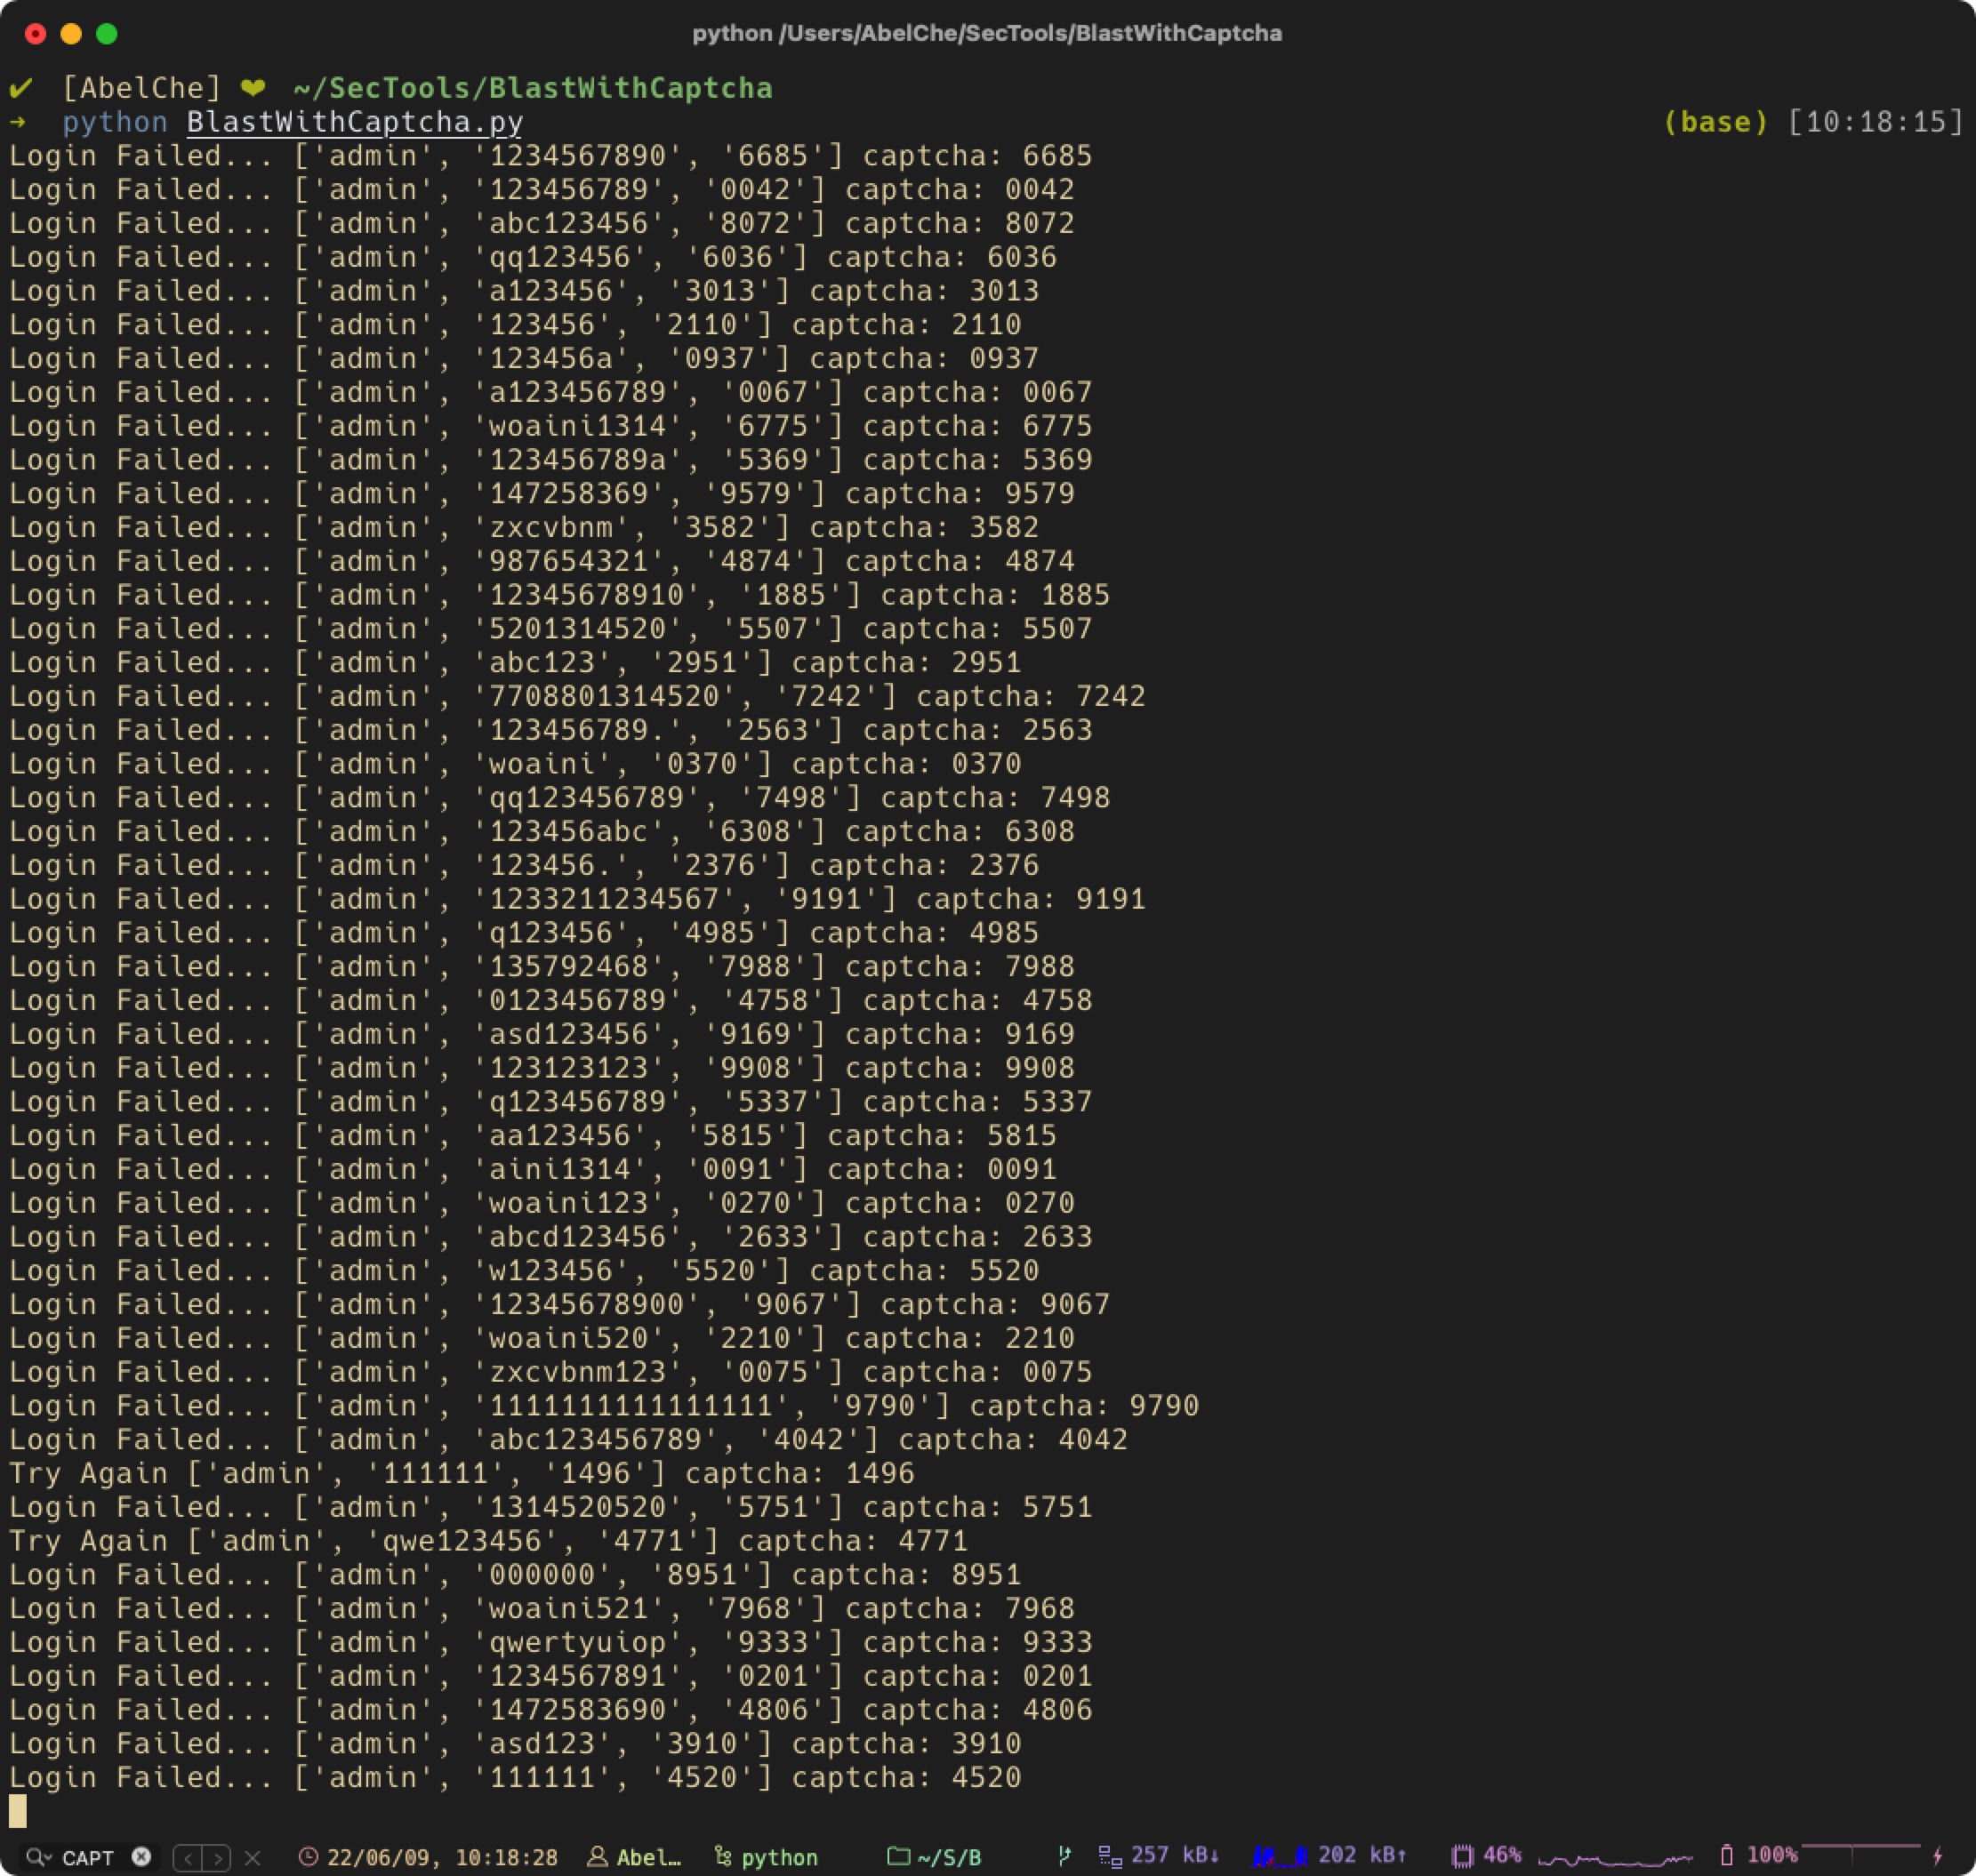 python /Users/AbelChe/SecTools/BlastWithCaptcha
✔ [AbelChe] ❤ ~/SecTools/BlastWithCaptcha
→ python BlastWithCaptcha.py (base) [10:18:15]
Login Failed... ['admin', '1234567890', '6685'] captcha: 6685
Login Failed... ['admin', '123456789', '0042'] captcha: 0042
Login Failed... ['admin', 'abc123456', '8072'] captcha: 8072
Login Failed... ['admin', 'qq123456', '6036'] captcha: 6036
Login Failed... ['admin', 'a123456', '3013'] captcha: 3013
Login Failed... ['admin', '123456', '2110'] captcha: 2110
Login Failed... ['admin', '123456a', '0937'] captcha: 0937
Login Failed... ['admin', 'a123456789', '0067'] captcha: 0067
Login Failed... ['admin', 'woaini1314', '6775'] captcha: 6775
Login Failed... ['admin', '123456789a', '5369'] captcha: 5369
Login Failed... ['admin', '147258369', '9579'] captcha: 9579
Login Failed... ['admin', 'zxcvbnm', '3582'] captcha: 3582
Login Failed... ['admin', '987654321', '4874'] captcha: 4874
Login Failed... ['admin', '12345678910', '1885'] captcha: 1885
Login Failed... ['admin', '5201314520', '5507'] captcha: 5507
Login Failed... ['admin', 'abc123', '2951'] captcha: 2951
Login Failed... ['admin', '7708801314520', '7242'] captcha: 7242
Login Failed... ['admin', '123456789.', '2563'] captcha: 2563
Login Failed... ['admin', 'woaini', '0370'] captcha: 0370
Login Failed... ['admin', 'qq123456789', '7498'] captcha: 7498
Login Failed... ['admin', '123456abc', '6308'] captcha: 6308
Login Failed... ['admin', '123456.', '2376'] captcha: 2376
Login Failed... ['admin', '1233211234567', '9191'] captcha: 9191
Login Failed... ['admin', 'q123456', '4985'] captcha: 4985
Login Failed... ['admin', '135792468', '7988'] captcha: 7988
Login Failed... ['admin', '0123456789', '4758'] captcha: 4758
Login Failed... ['admin', 'asd123456', '9169'] captcha: 9169
Login Failed... ['admin', '123123123', '9908'] captcha: 9908
Login Failed... ['admin', 'q123456789', '5337'] captcha: 5337
Login Failed... ['admin', 'aa123456', '5815'] captcha: 5815
Login Failed... ['admin', 'aini1314', '0091'] captcha: 0091
Login Failed... ['admin', 'woaini123', '0270'] captcha: 0270
Login Failed... ['admin', 'abcd123456', '2633'] captcha: 2633
Login Failed... ['admin', 'w123456', '5520'] captcha: 5520
Login Failed... ['admin', '12345678900', '9067'] captcha: 9067
Login Failed... ['admin', 'woaini520', '2210'] captcha: 2210
Login Failed... ['admin', 'zxcvbnm123', '0075'] captcha: 0075
Login Failed... ['admin', '1111111111111111', '9790'] captcha: 9790
Login Failed... ['admin', 'abc123456789', '4042'] captcha: 4042
Try Again ['admin', '111111', '1496'] captcha: 1496
Login Failed... ['admin', '1314520520', '5751'] captcha: 5751
Try Again ['admin', 'qwe123456', '4771'] captcha: 4771
Login Failed... ['admin', '000000', '8951'] captcha: 8951
Login Failed... ['admin', 'woaini521', '7968'] captcha: 7968
Login Failed... ['admin', 'qwertyuiop', '9333'] captcha: 9333
Login Failed... ['admin', '1234567891', '0201'] captcha: 0201
Login Failed... ['admin', '1472583690', '4806'] captcha: 4806
Login Failed... ['admin', 'asd123', '3910'] captcha: 3910
Login Failed... ['admin', '111111', '4520'] captcha: 4520
CAPT 22/06/09, 10:18:28 Abel… python ~/S/B 257 kB↓ 202 kB↑ 46% 100%